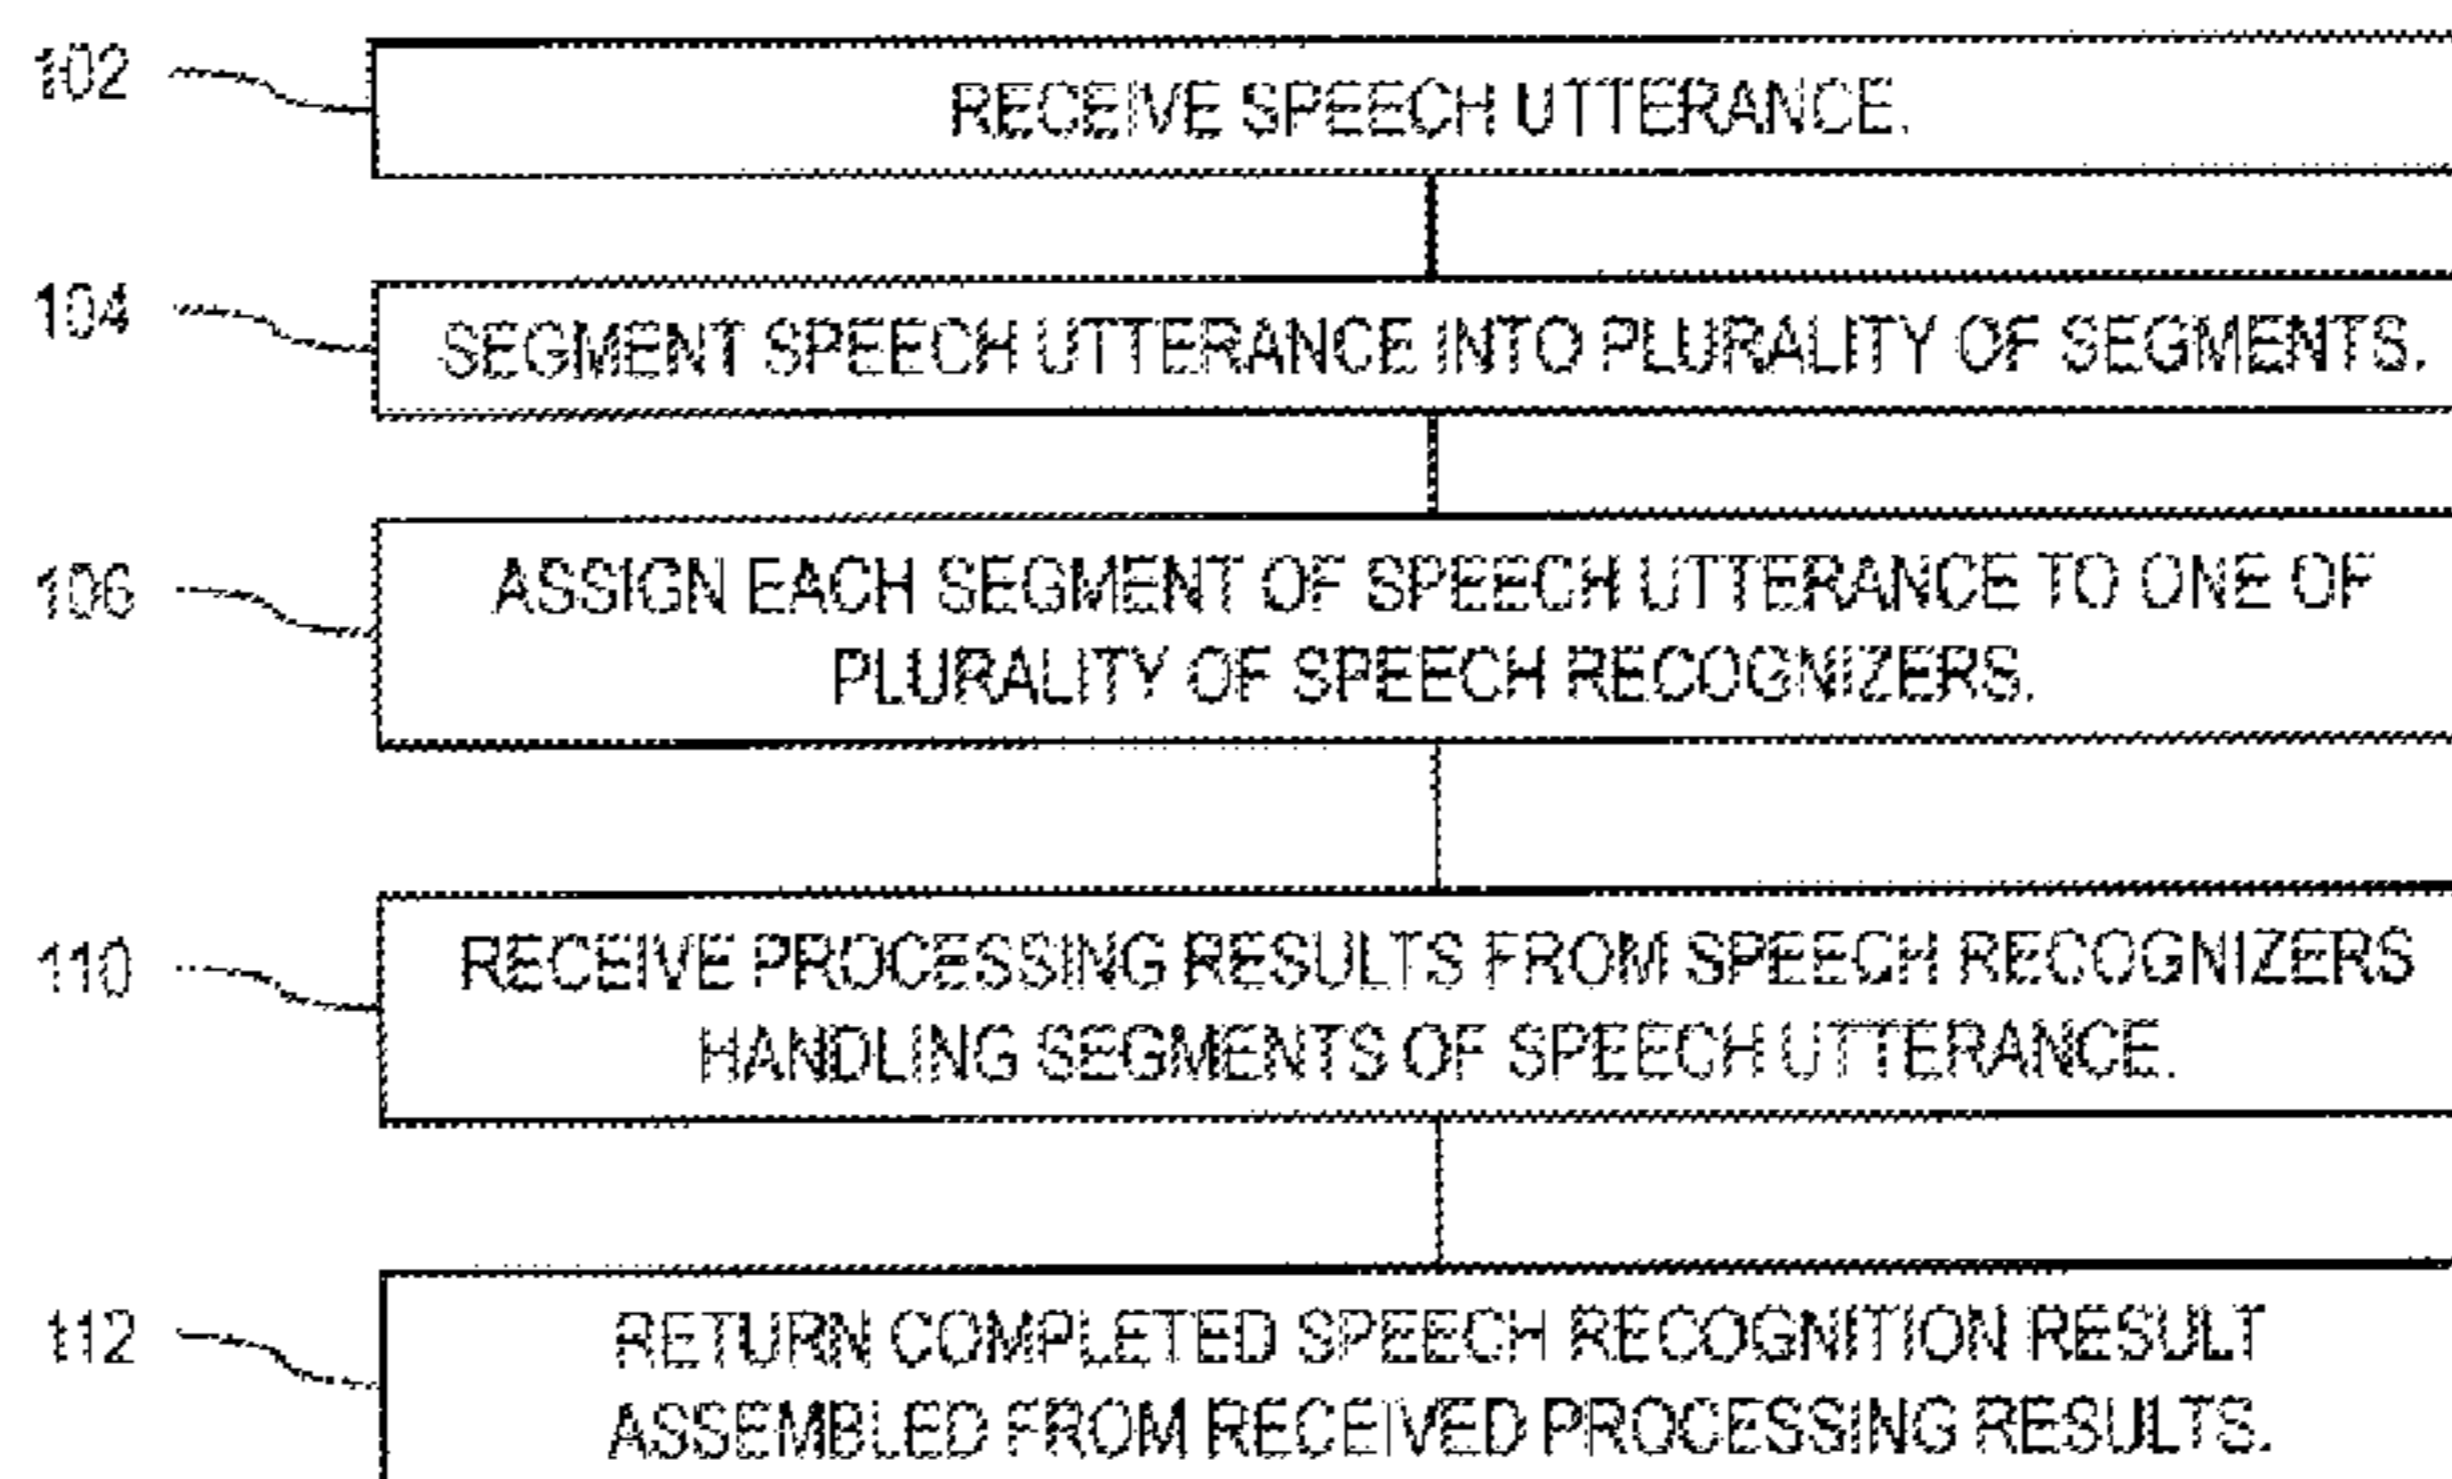 102
RECEIVE SPEECH UTTERANCE.
104
SEGMENT SPEECH UTTERANCE INTO PLURALITY OF SEGMENTS.
106
ASSIGN EACH SEGMENT OF SPEECH UTTERANCE TO ONE OF
PLURALITY OF SPEECH RECOGNIZERS.
110
RECEIVE PROCESSING RESULTS FROM SPEECH RECOGNIZERS
HANDLING SEGMENTS OF SPEECH UTTERANCE.
112
RETURN COMPLETED SPEECH RECOGNITION RESULT
ASSEMBLED FROM RECEIVED PROCESSING RESULTS.